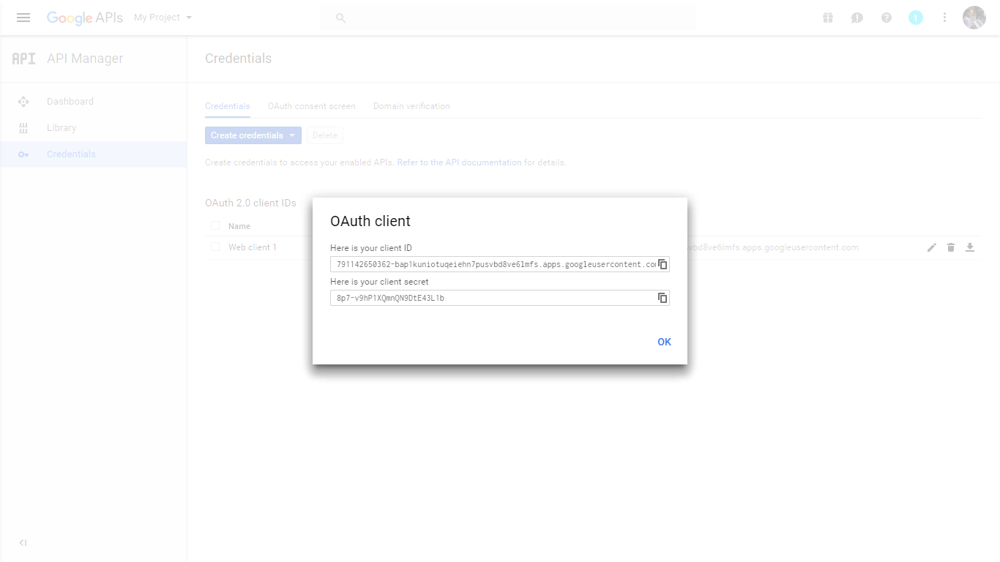 Google APIs My Project 1
API API Manager Credentials
Dashboard
Library
Credentials
Credentials OAuth consent screen Domain verification
Create credentials Delete
Create credentials to access your enabled APIs. Refer to the API documentation for details.
OAuth 2.0 client IDs
Name
Web client 1 vbd8ve6lmfs.apps.googleusercontent.com
OAuth client
Here is your client ID
791142650362-bap1kuniotuqeiehn7pusvbd8ve6lmfs.apps.googleusercontent.com
Here is your client secret
8p7-v9hP1XQmnQN9DtE43L1b
OK